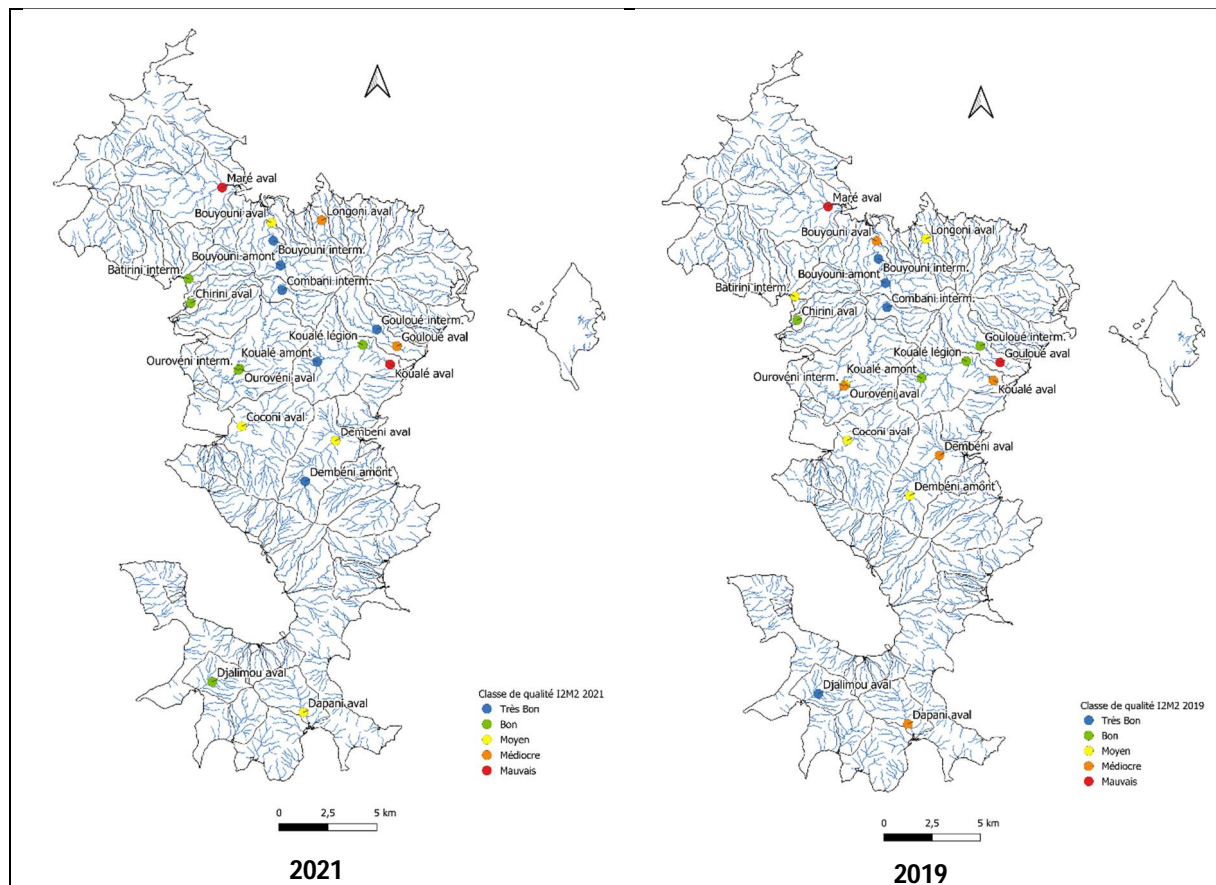 Maré aval
Bouyouni aval
Longoni aval
Bouyouni interm.
Bouyouni amont
Batirini interm.
Combani interm.
Chirini aval
Gouloué interm.
Koualé légion
Gouloué aval
Ourovéni interm.
Koualé amont
Koualé aval
Ourovéni aval
Coconi aval
Dembéni aval
Dembéni amont
Djalimou aval
Dapani aval
Classe de qualité I2M2 2021
Très Bon
Bon
Moyen
Médiocre
Mauvais
0 2,5 5 km
2021
Maré aval
Bouyouni aval
Longoni aval
Bouyouni interm.
Bouyouni amont
Batirini interm.
Combani interm.
Chirini aval
Gouloué interm.
Koualé légion
Gouloué aval
Ourovéni interm.
Koualé amont
Koualé aval
Ourovéni aval
Coconi aval
Dembéni aval
Dembéni amont
Djalimou aval
Dapani aval
Classe de qualité I2M2 2019
Très Bon
Bon
Moyen
Médiocre
Mauvais
0 2,5 5 km
2019